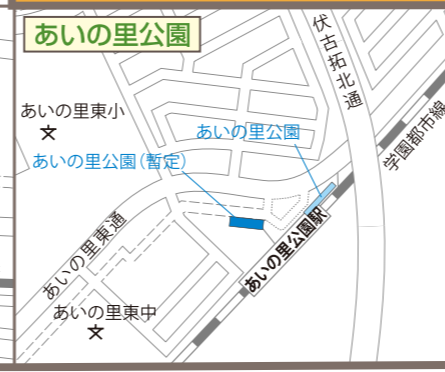 あいの里公園
伏古拓北通
あいの里東小
あいの里公園
学園都市線
あいの里公園(暫定)
あいの里東通
あいの里公園駅
あいの里東中